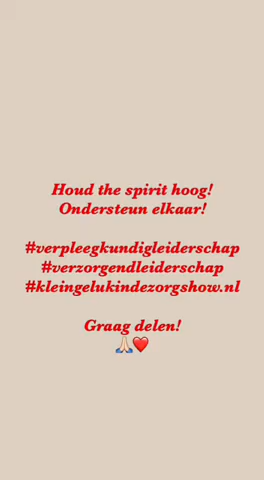 Houd the spirit hoog!
Ondersteun elkaar!
#verpleegkundigleiderschap
#verzorgendleiderschap
#kleingelukindezorgshow.nl
Graag delen!
🙏🏻❤️